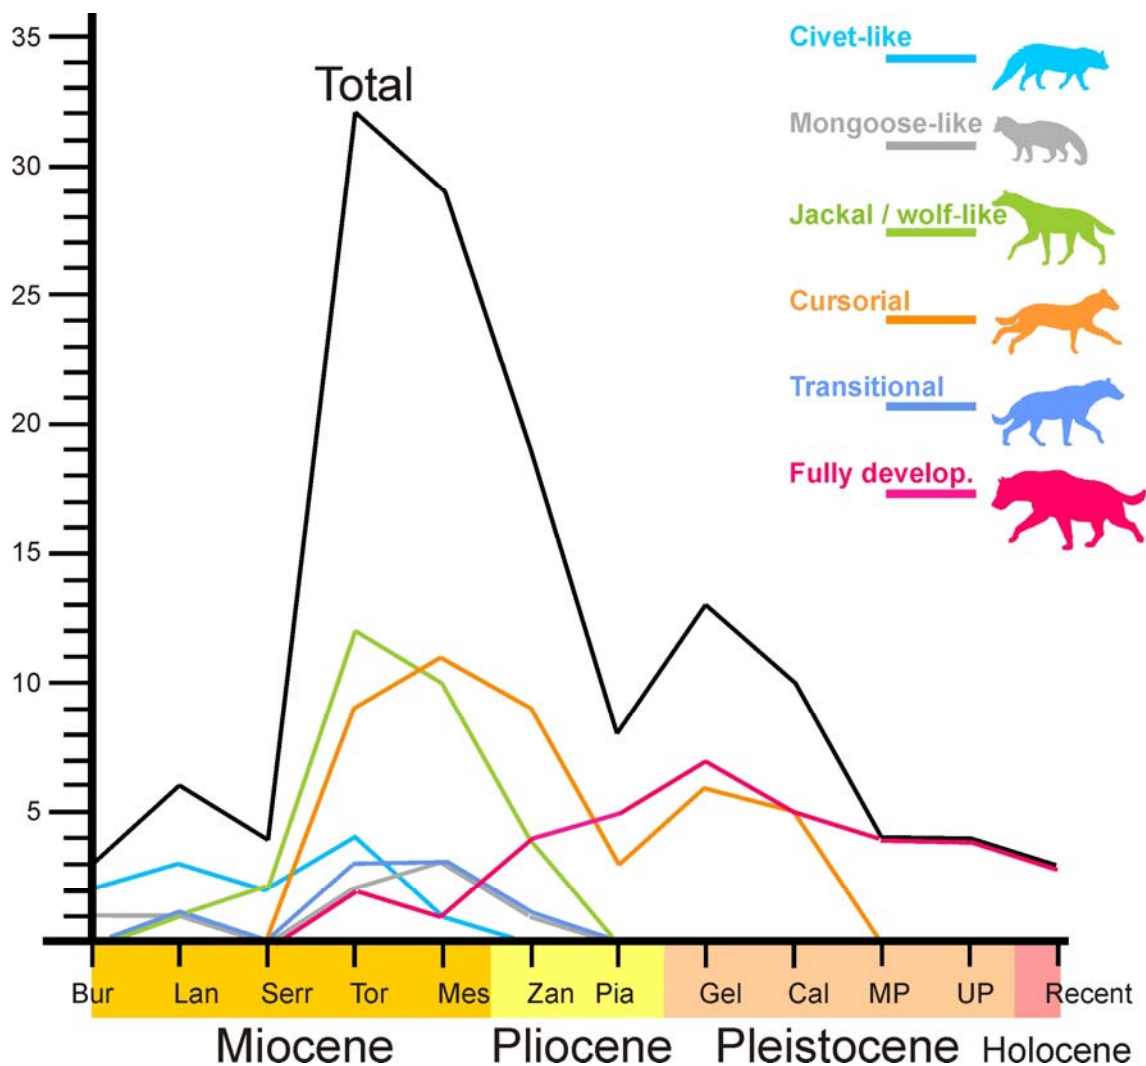 35
30
25
20
15
10
5
Total
Civet-like
Mongoose-like
Jackal / wolf-like
Cursorial
Transitional
Fully develop.
Bur Lan Serr Tor Mes Zan Pia Gel Cal MP UP Recent
Miocene Pliocene Pleistocene Holocene